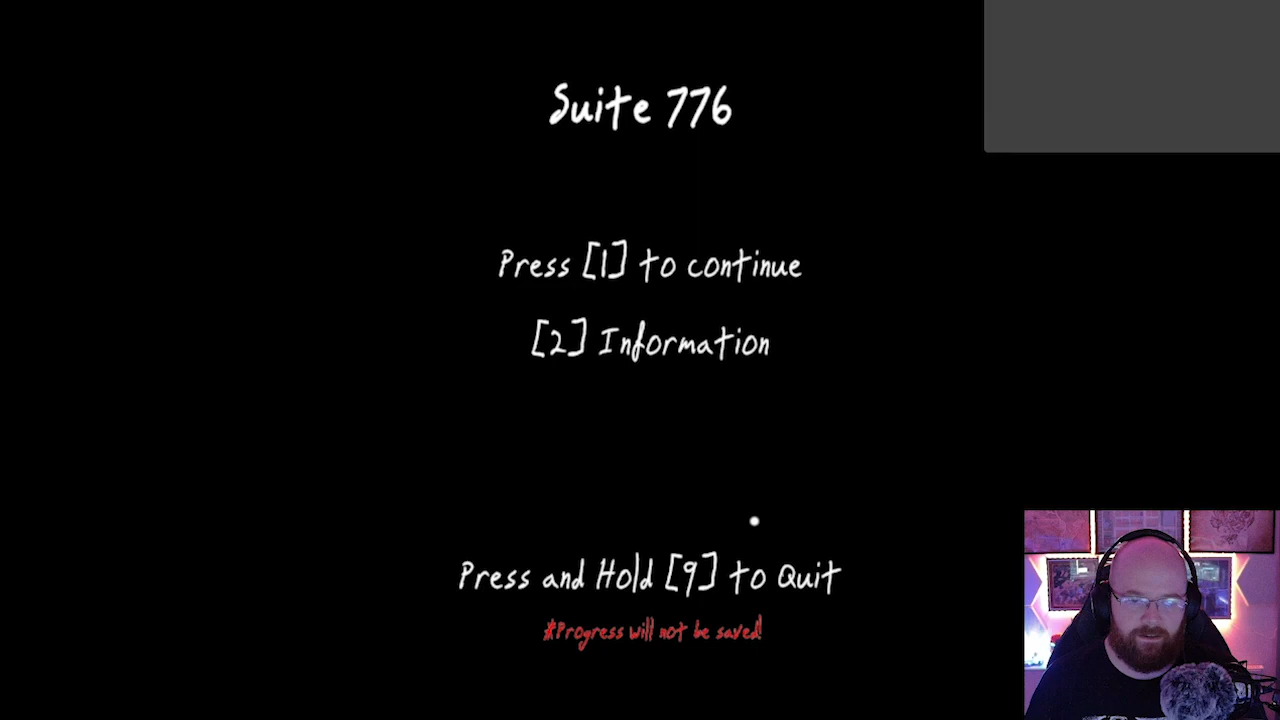 Suite 776
Press [1] to continue
[2] Information
Press and Hold [9] to Quit
*Progress will not be saved!